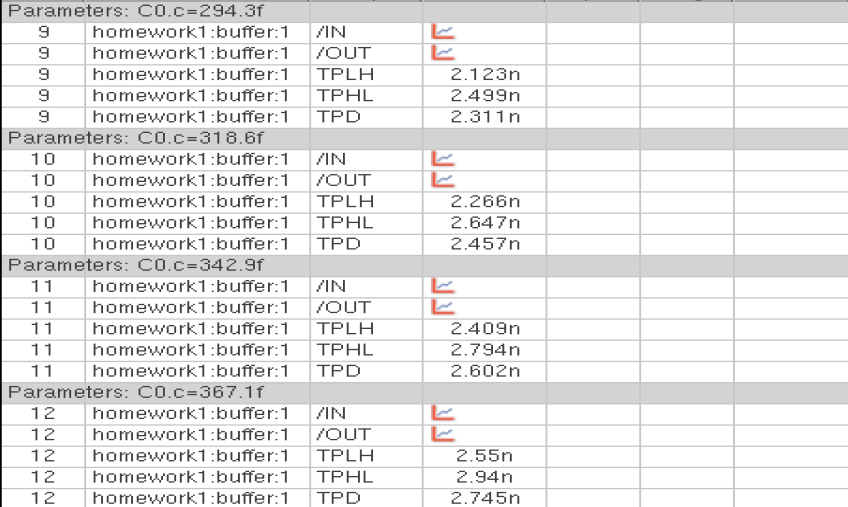 Parameters: C0.c=294.3f
9 homework1:buffer:1 /IN
9 homework1:buffer:1 /OUT
9 homework1:buffer:1 TPLH 2.123n
9 homework1:buffer:1 TPHL 2.499n
9 homework1:buffer:1 TPD 2.311n
Parameters: C0.c=318.6f
10 homework1:buffer:1 /IN
10 homework1:buffer:1 /OUT
10 homework1:buffer:1 TPLH 2.266n
10 homework1:buffer:1 TPHL 2.647n
10 homework1:buffer:1 TPD 2.457n
Parameters: C0.c=342.9f
11 homework1:buffer:1 /IN
11 homework1:buffer:1 /OUT
11 homework1:buffer:1 TPLH 2.409n
11 homework1:buffer:1 TPHL 2.794n
11 homework1:buffer:1 TPD 2.602n
Parameters: C0.c=367.1f
12 homework1:buffer:1 /IN
12 homework1:buffer:1 /OUT
12 homework1:buffer:1 TPLH 2.55n
12 homework1:buffer:1 TPHL 2.94n
12 homework1:buffer:1 TPD 2.745n